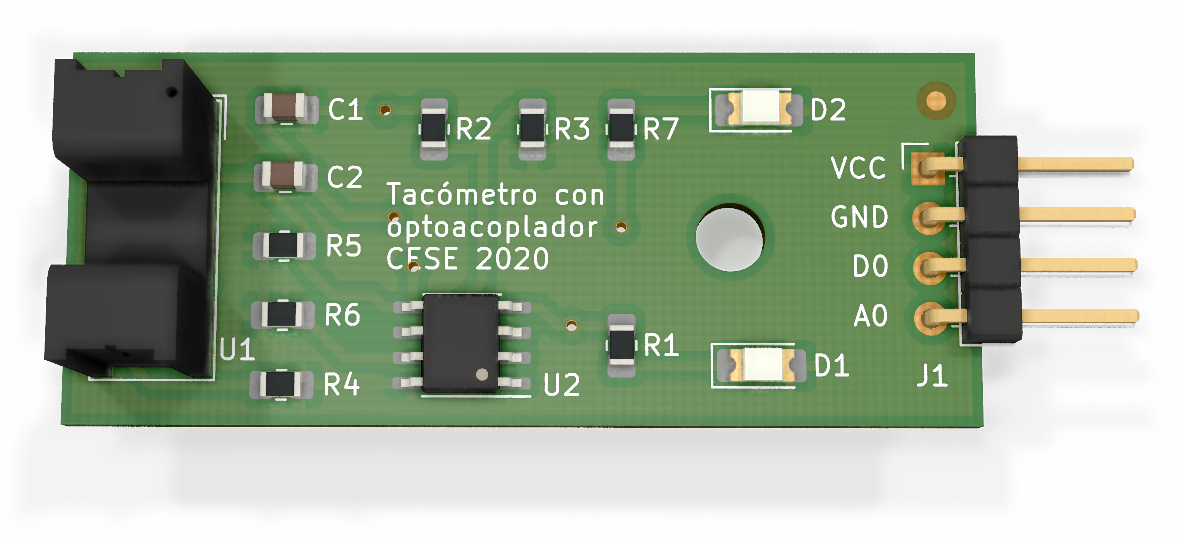 C1
R2
R3
R7
D2
VCC
C2
Tacómetro con
optoacoplador
CESE 2020
GND
R5
D0
R6
A0
U1
R1
D1
J1
R4
U2